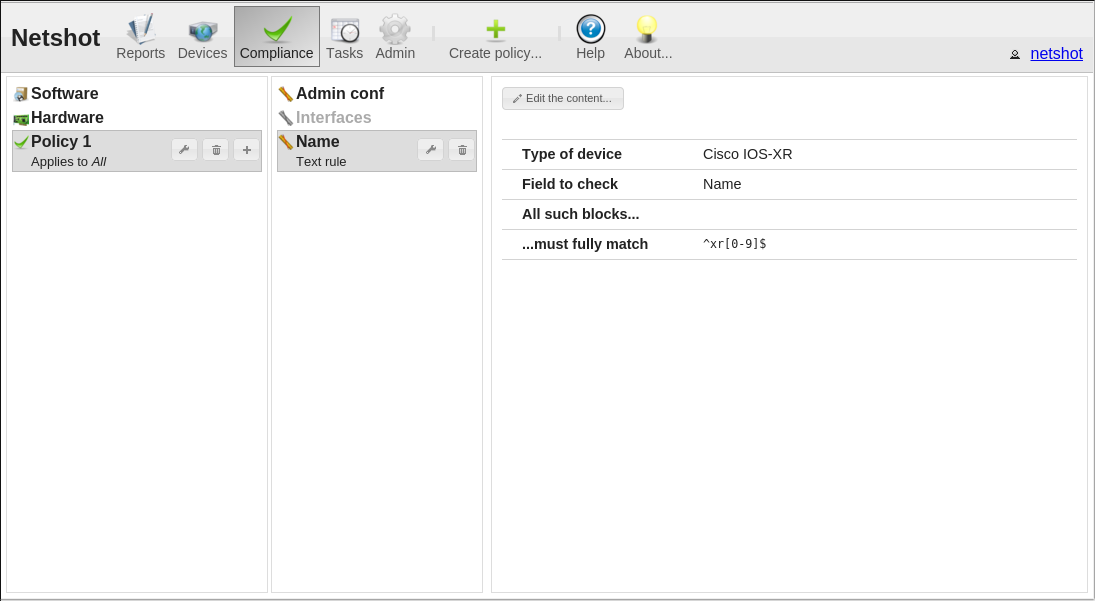 Netshot
Reports
Devices
Compliance
Tasks
Admin
Create policy...
Help
About...
netshot
Software
Hardware
Policy 1
Applies to All
Admin conf
Interfaces
Name
Text rule
Edit the content...
Type of device Cisco IOS-XR
Field to check Name
All such blocks...
...must fully match ^xr[0-9]$